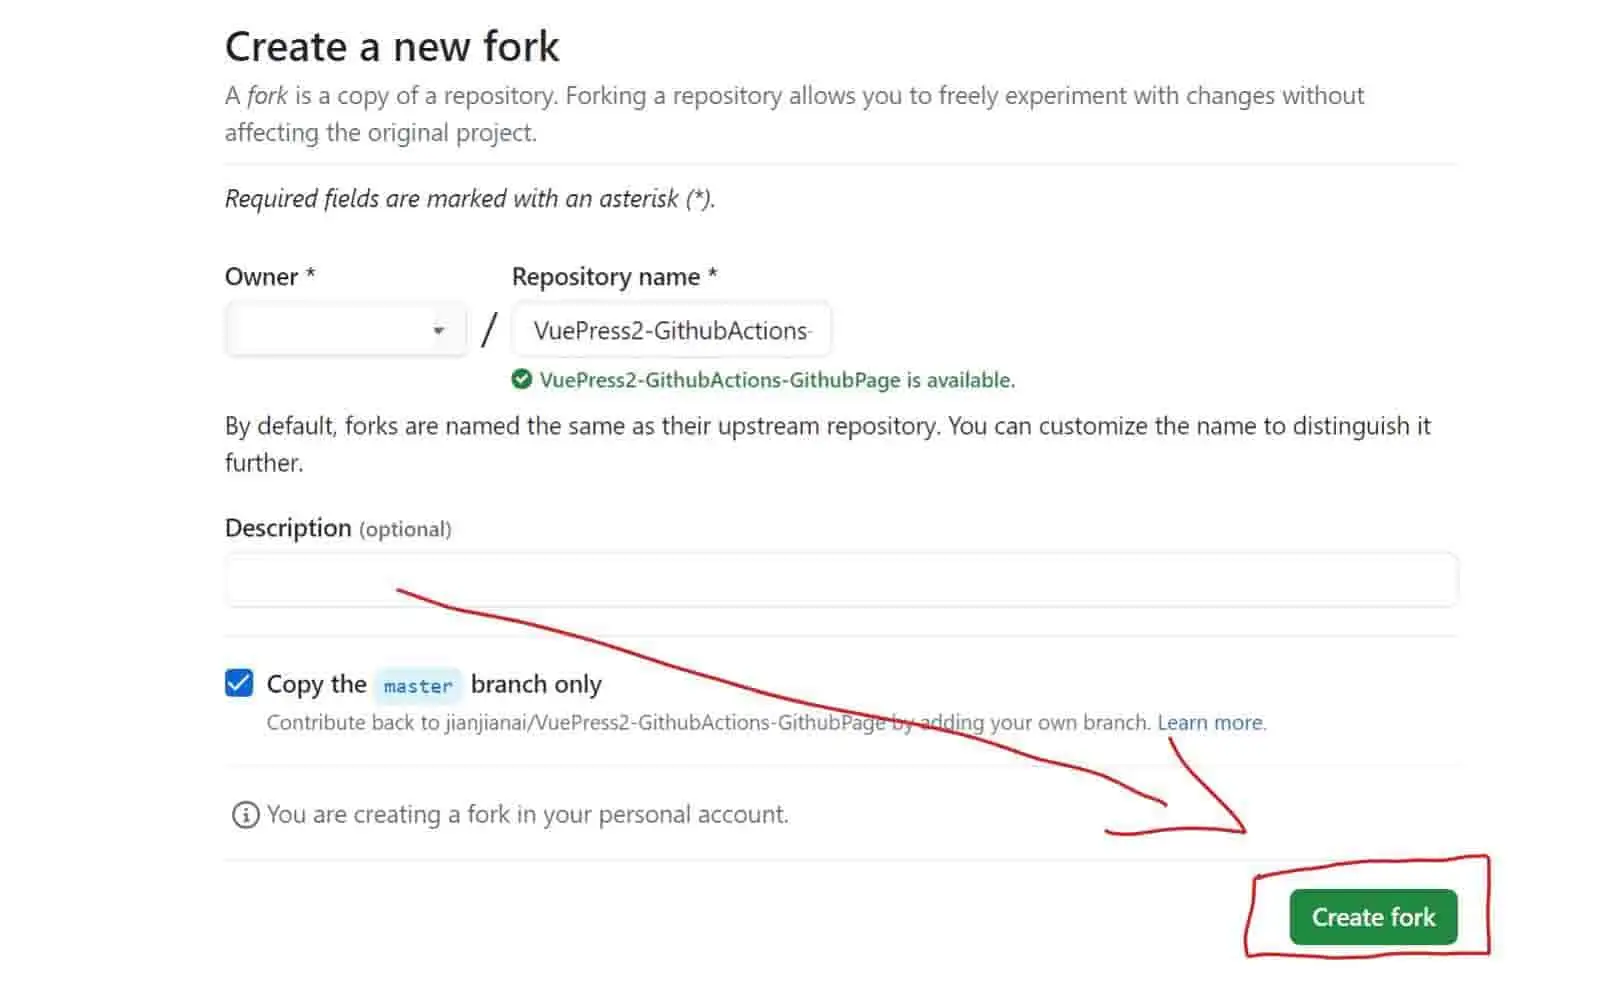 Create a new fork
A fork is a copy of a repository. Forking a repository allows you to freely experiment with changes without
affecting the original project.
Required fields are marked with an asterisk (*).
Owner *
Repository name *
/
VuePress2-GithubActions-
VuePress2-GithubActions-GithubPage is available.
By default, forks are named the same as their upstream repository. You can customize the name to distinguish it
further.
Description (optional)
Copy the master branch only
Contribute back to jianjianai/VuePress2-GithubActions-GithubPage by adding your own branch. Learn more.
You are creating a fork in your personal account.
Create fork